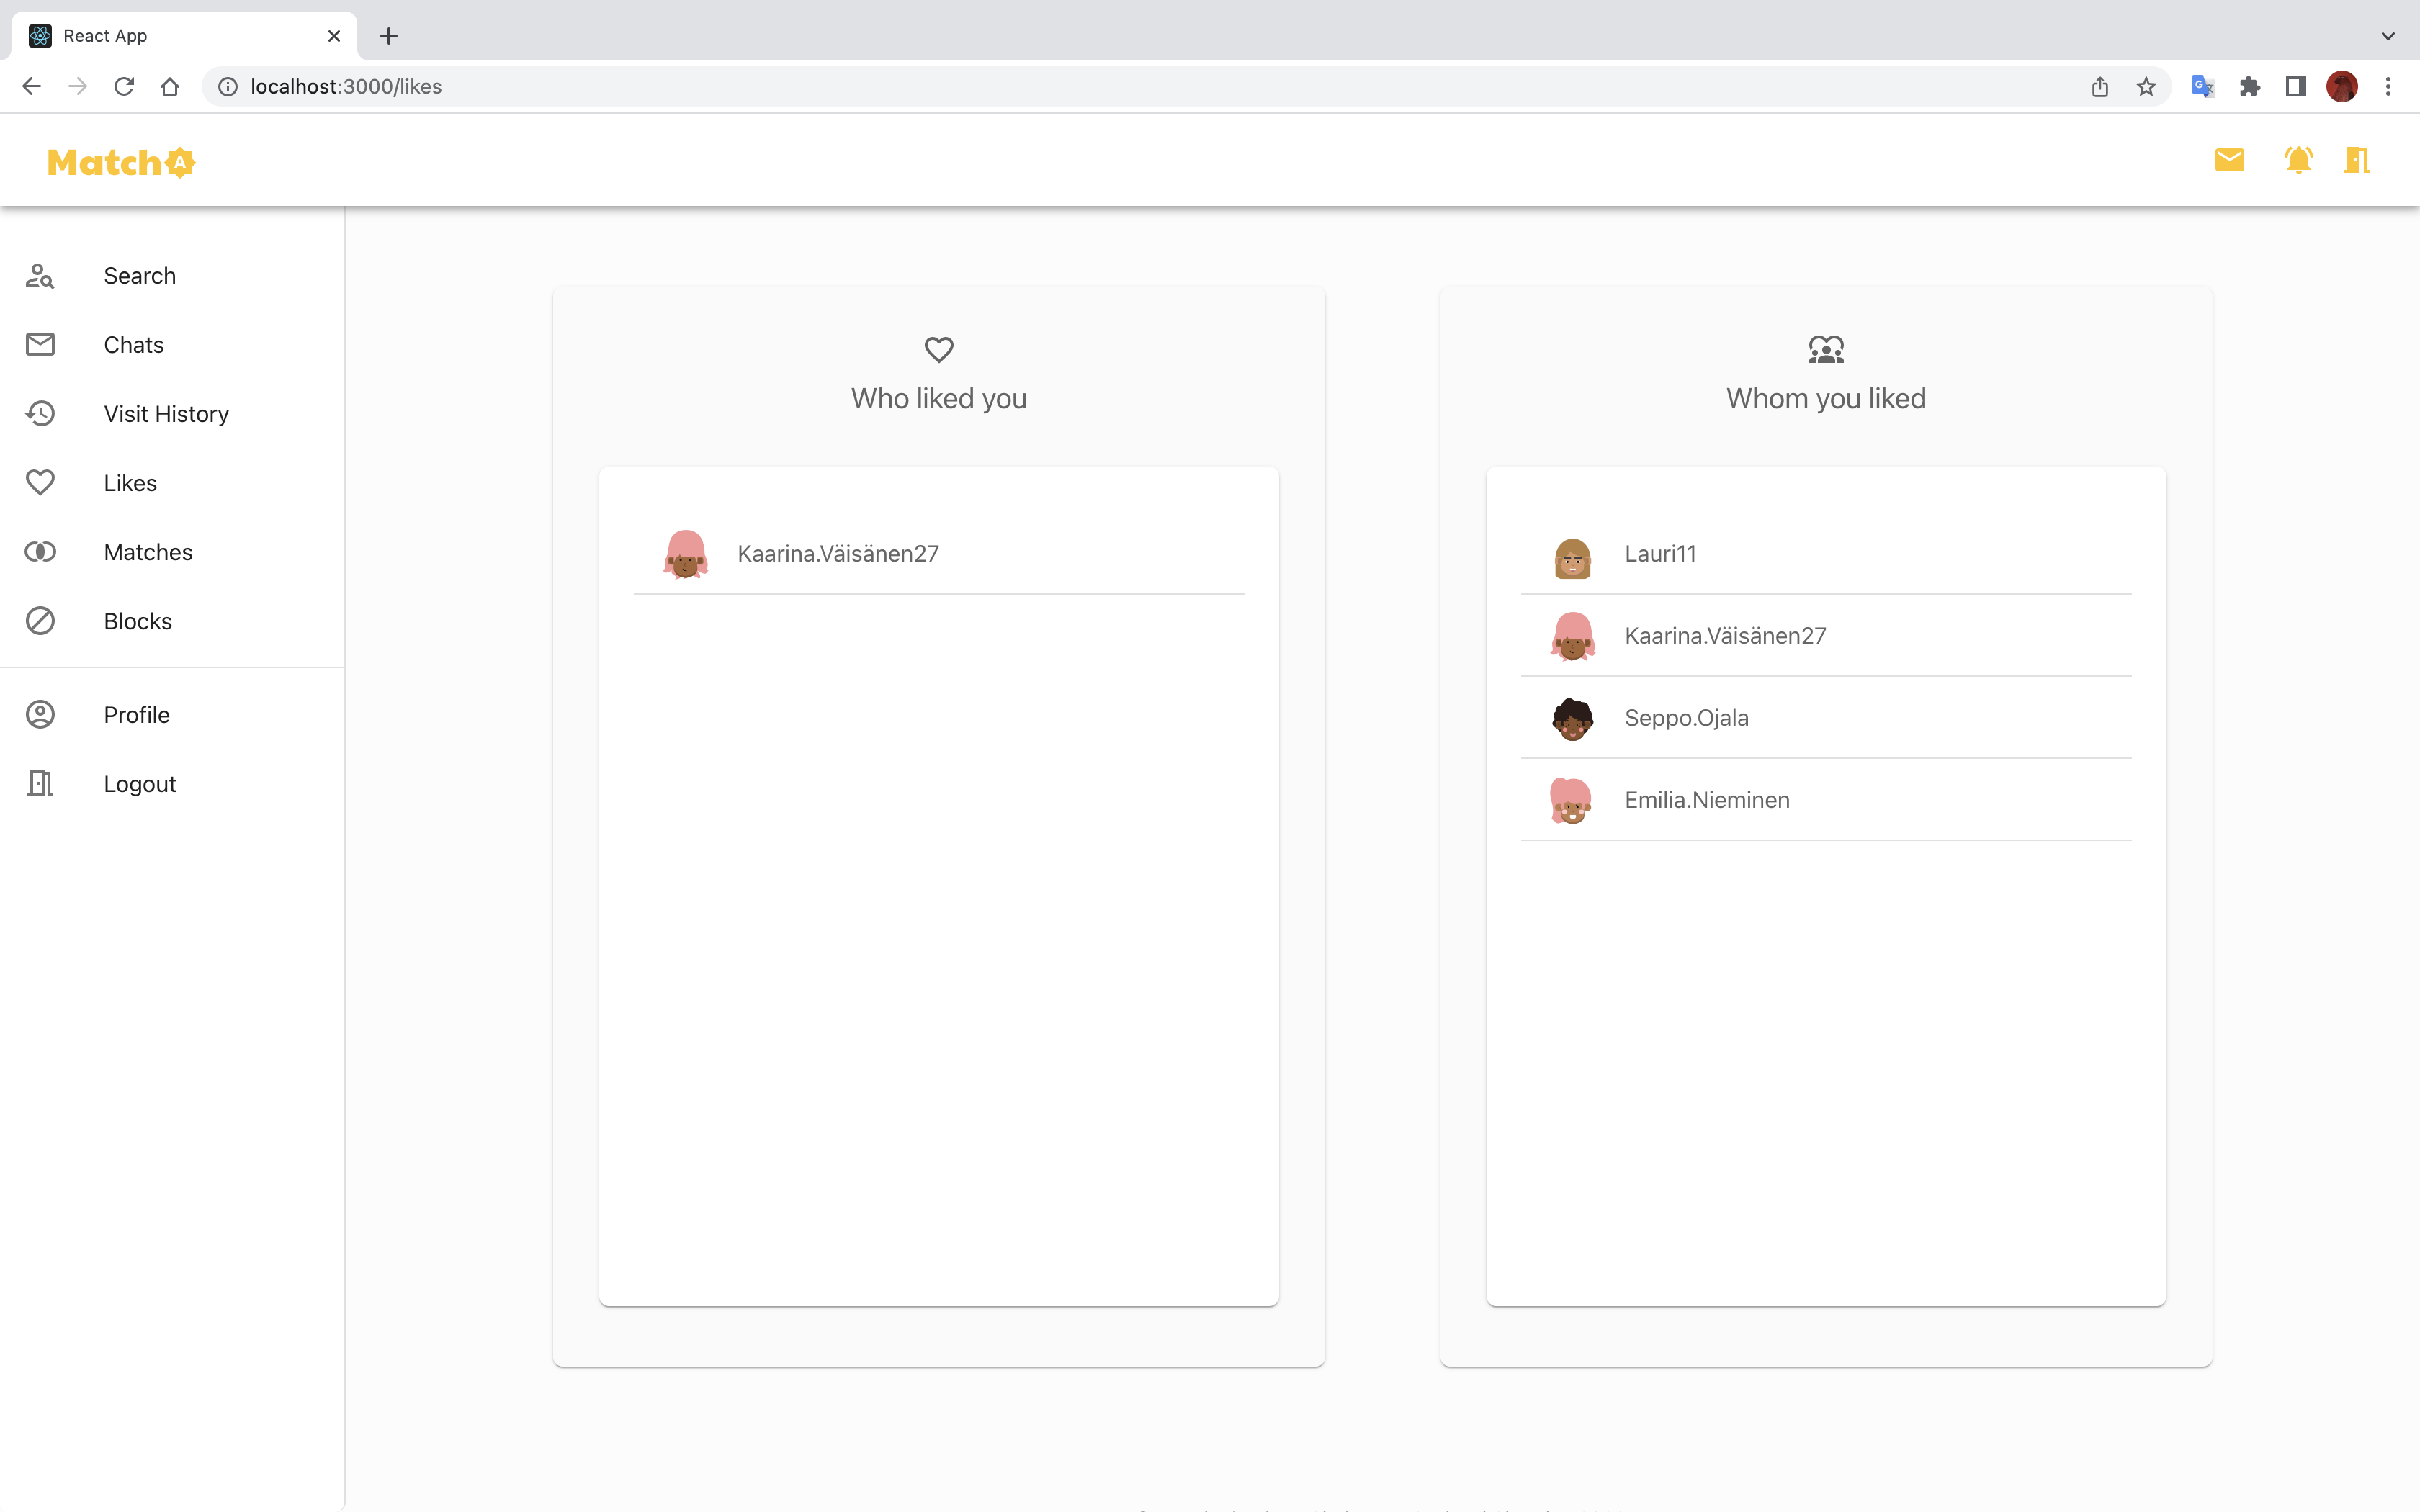 React App
localhost:3000/likes
MatchA
Search
Chats
Visit History
Likes
Matches
Blocks
Profile
Logout
Who liked you
Kaarina.Väisänen27
Whom you liked
Lauri11
Kaarina.Väisänen27
Seppo.Ojala
Emilia.Nieminen